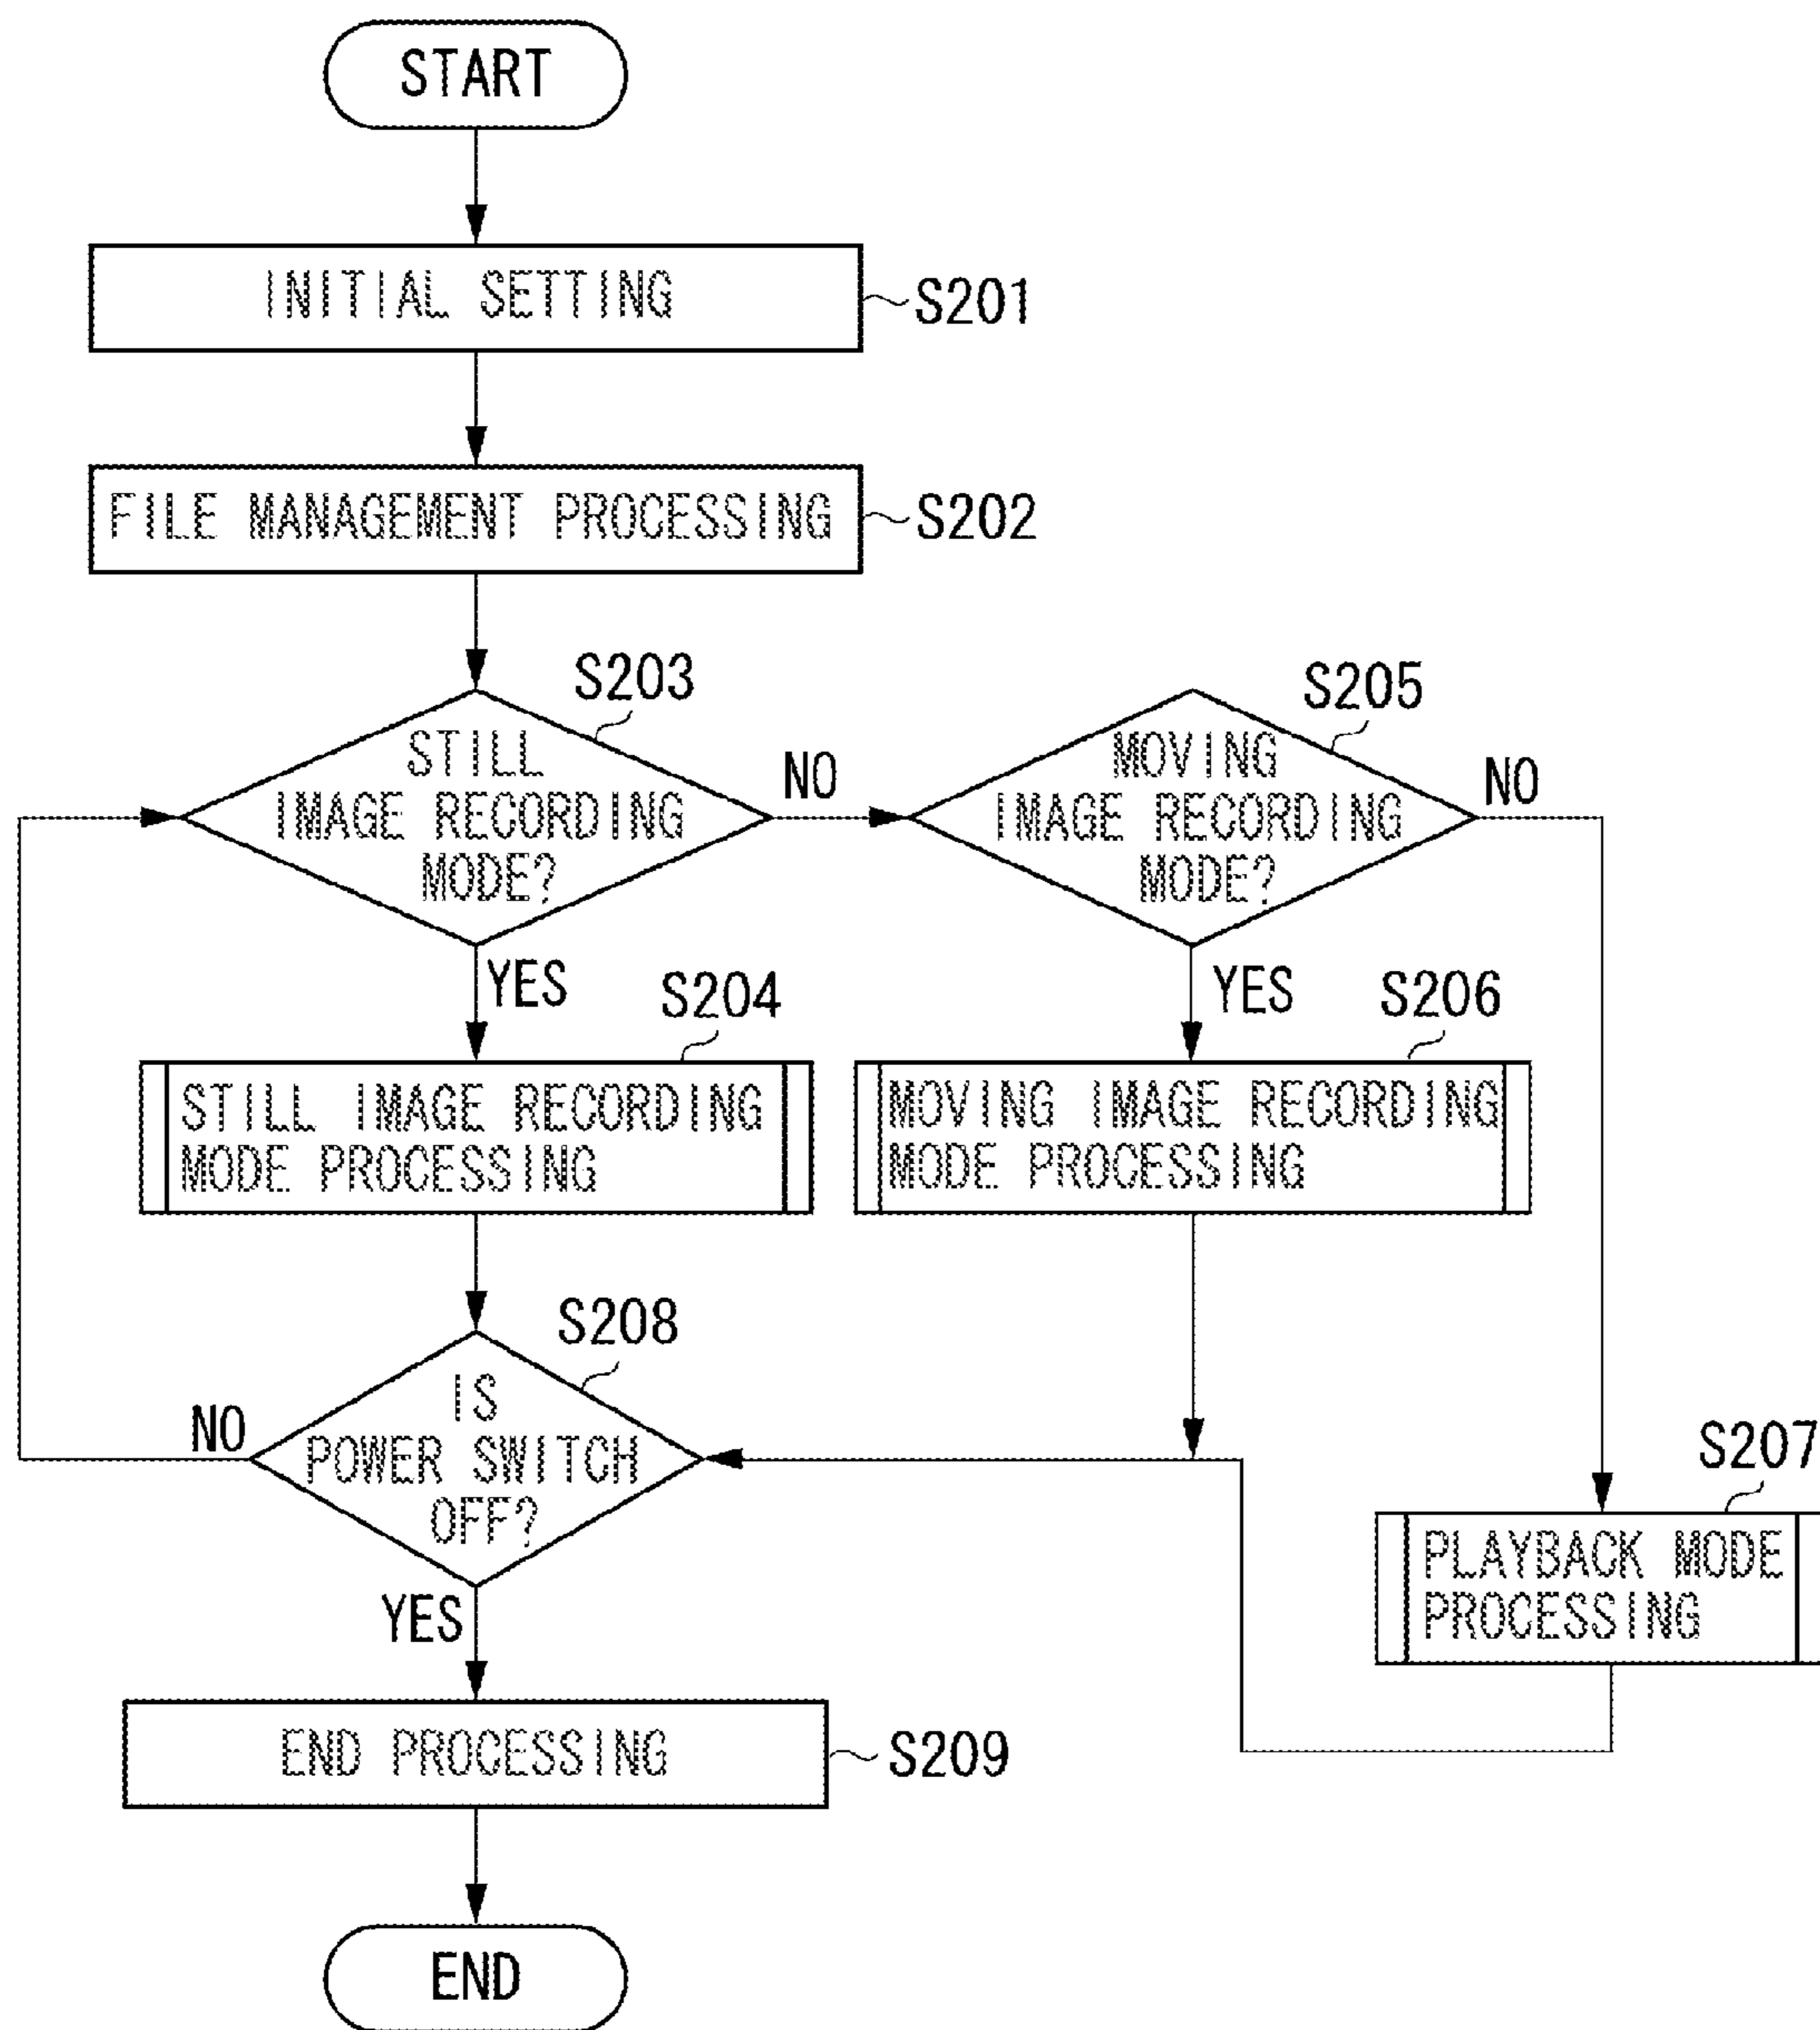 START
INITIAL SETTING
S201
FILE MANAGEMENT PROCESSING
S202
S203
STILL
IMAGE RECORDING
MODE?
NO
YES
S205
MOVING
IMAGE RECORDING
MODE?
NO
YES
S204
STILL IMAGE RECORDING
MODE PROCESSING
S206
MOVING IMAGE RECORDING
MODE PROCESSING
S208
IS
POWER SWITCH
OFF?
NO
YES
S207
PLAYBACK MODE
PROCESSING
END PROCESSING
S209
END